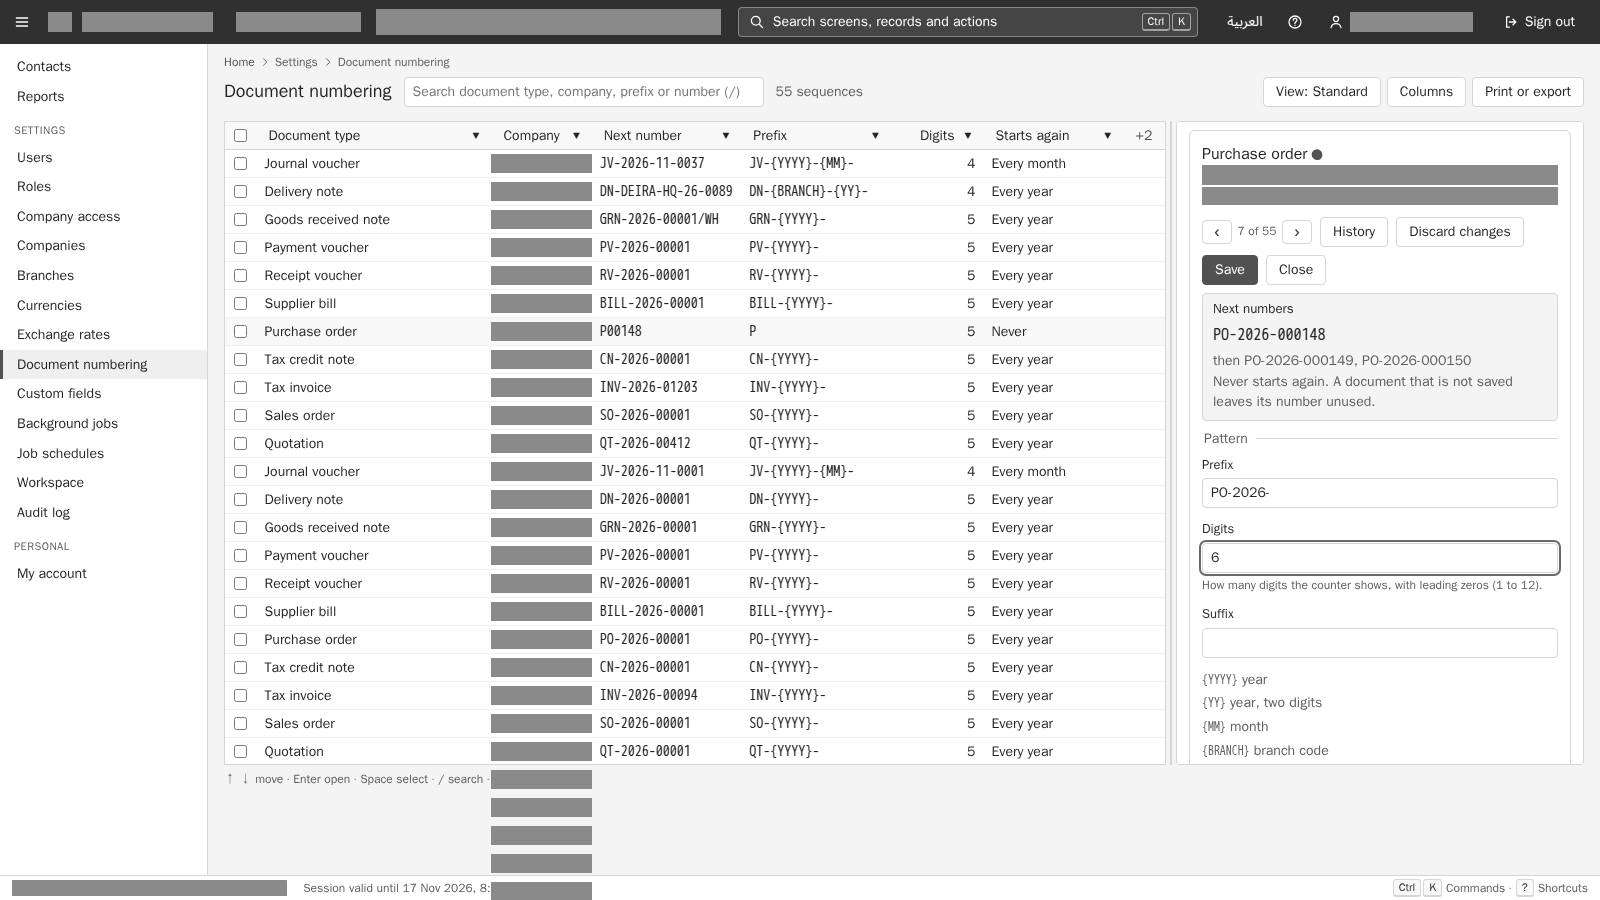 Search screens, records and actions Ctrl K العربية Sign out
Contacts
Reports
SETTINGS
Users
Roles
Company access
Companies
Branches
Currencies
Exchange rates
Document numbering
Custom fields
Background jobs
Job schedules
Workspace
Audit log
PERSONAL
My account
Home > Settings > Document numbering
Document numbering Search document type, company, prefix or number (/) 55 sequences View: Standard Columns Print or export
Document type Company Next number Prefix Digits Starts again +2
Journal voucher JV-2026-11-0037 JV-{YYYY}-{MM}- 4 Every month
Delivery note DN-DEIRA-HQ-26-0089 DN-{BRANCH}-{YY}- 4 Every year
Goods received note GRN-2026-00001/WH GRN-{YYYY}- 5 Every year
Payment voucher PV-2026-00001 PV-{YYYY}- 5 Every year
Receipt voucher RV-2026-00001 RV-{YYYY}- 5 Every year
Supplier bill BILL-2026-00001 BILL-{YYYY}- 5 Every year
Purchase order P00148 P 5 Never
Tax credit note CN-2026-00001 CN-{YYYY}- 5 Every year
Tax invoice INV-2026-01203 INV-{YYYY}- 5 Every year
Sales order SO-2026-00001 SO-{YYYY}- 5 Every year
Quotation QT-2026-00412 QT-{YYYY}- 5 Every year
Journal voucher JV-2026-11-0001 JV-{YYYY}-{MM}- 4 Every month
Delivery note DN-2026-00001 DN-{YYYY}- 5 Every year
Goods received note GRN-2026-00001 GRN-{YYYY}- 5 Every year
Payment voucher PV-2026-00001 PV-{YYYY}- 5 Every year
Receipt voucher RV-2026-00001 RV-{YYYY}- 5 Every year
Supplier bill BILL-2026-00001 BILL-{YYYY}- 5 Every year
Purchase order PO-2026-00001 PO-{YYYY}- 5 Every year
Tax credit note CN-2026-00001 CN-{YYYY}- 5 Every year
Tax invoice INV-2026-00094 INV-{YYYY}- 5 Every year
Sales order SO-2026-00001 SO-{YYYY}- 5 Every year
Quotation QT-2026-00001 QT-{YYYY}- 5 Every year
↑ ↓ move · Enter open · Space select · / search ·
Purchase order
‹ 7 of 55 › History Discard changes
Save Close
Next numbers
PO-2026-000148
then PO-2026-000149, PO-2026-000150
Never starts again. A document that is not saved
leaves its number unused.
Pattern
Prefix
PO-2026-
Digits
6
How many digits the counter shows, with leading zeros (1 to 12).
Suffix
{YYYY} year
{YY} year, two digits
{MM} month
{BRANCH} branch code
Session valid until 17 Nov 2026, 8: Ctrl K Commands · ? Shortcuts